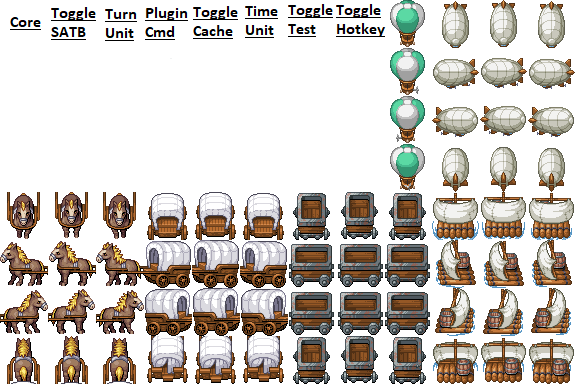 Core
Toggle SATB
Turn Unit
Plugin Cmd
Toggle Cache
Time Unit
Toggle Test
Toggle Hotkey